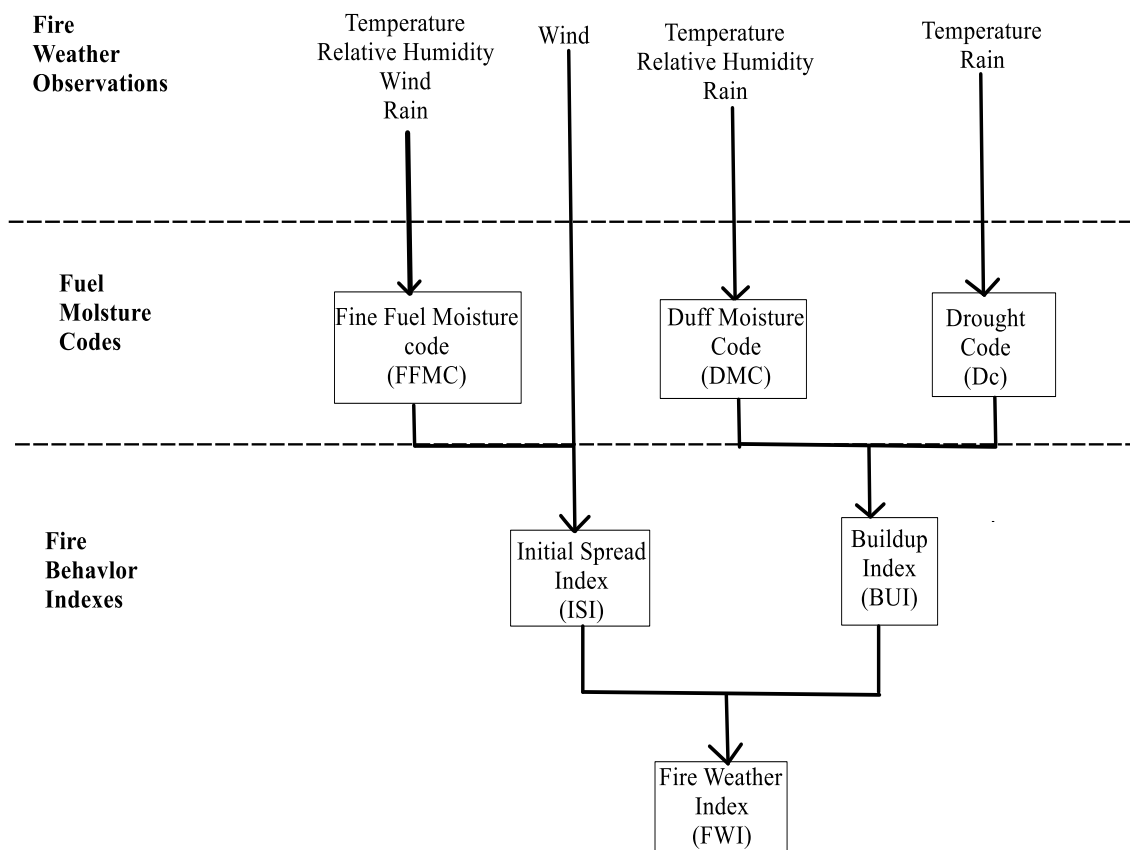 Fire
Weather
Observations
Temperature
Relative Humidity
Wind
Rain
Wind
Temperature
Relative Humidity
Rain
Temperature
Rain
Fuel
Molsture
Codes
Fine Fuel Moisture
code
(FFMC)
Duff Moisture
Code
(DMC)
Drought
Code
(Dc)
Fire
Behavlor
Indexes
Initial Spread
Index
(ISI)
Buildup
Index
(BUI)
Fire Weather
Index
(FWI)